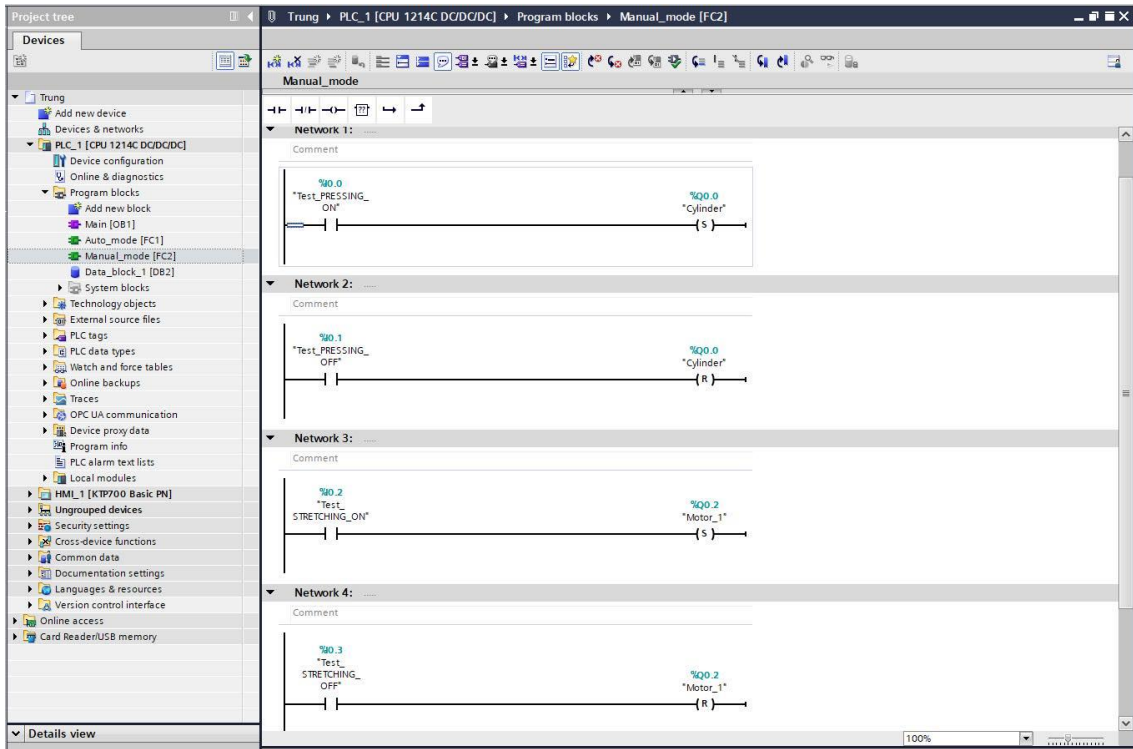 Project tree
Devices
Trung
Add new device
Devices & networks
PLC_1 [CPU 1214C DC/DC/DC]
Device configuration
Online & diagnostics
Program blocks
Add new block
Main [OB1]
Auto_mode [FC1]
Manual_mode [FC2]
Data_block_1 [DB2]
System blocks
Technology objects
External source files
PLC tags
PLC data types
Watch and force tables
Online backups
Traces
OPC UA communication
Device proxy data
Program info
PLC alarm text lists
Local modules
HMI_1 [KTP700 Basic PN]
Ungrouped devices
Security settings
Cross-device functions
Common data
Documentation settings
Languages & resources
Version control interface
Online access
Card Reader/USB memory
Details view
Trung ▸ PLC_1 [CPU 1214C DC/DC/DC] ▸ Program blocks ▸ Manual_mode [FC2]
Manual_mode
??
Network 1: .....
Comment
%I0.0
"Test_PRESSING_
ON"
%Q0.0
"Cylinder"
S
Network 2: .....
Comment
%I0.1
"Test_PRESSING_
OFF"
%Q0.0
"Cylinder"
R
Network 3: .....
Comment
%I0.2
"Test_
STRETCHING_ON"
%Q0.2
"Motor_1"
S
Network 4: .....
Comment
%I0.3
"Test_
STRETCHING_
OFF"
%Q0.2
"Motor_1"
R
100%